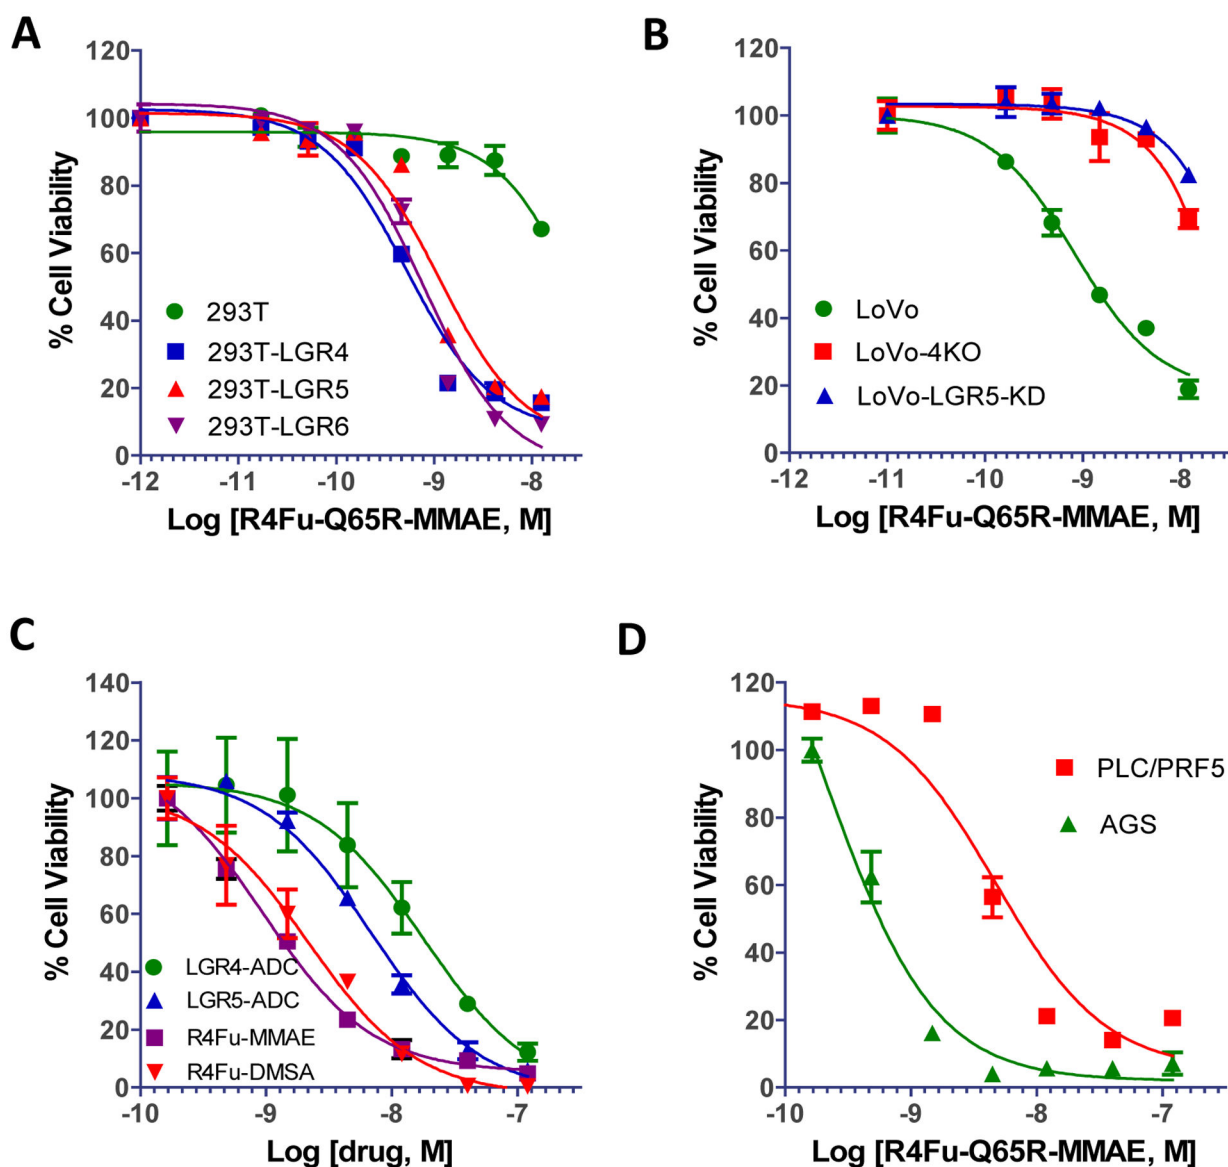 A
% Cell Viability
120
100
80
60
40
20
0
293T
293T-LGR4
293T-LGR5
293T-LGR6
-12
-11
-10
-9
-8
Log [R4Fu-Q65R-MMAE, M]
B
% Cell Viability
120
100
80
60
40
20
0
LoVo
LoVo-4KO
LoVo-LGR5-KD
-12
-11
-10
-9
-8
Log [R4Fu-Q65R-MMAE, M]
C
% Cell Viability
140
120
100
80
60
40
20
0
LGR4-ADC
LGR5-ADC
R4Fu-MMAE
R4Fu-DMSA
-10
-9
-8
-7
Log [drug, M]
D
% Cell Viability
120
100
80
60
40
20
0
PLC/PRF5
AGS
-10
-9
-8
-7
Log [R4Fu-Q65R-MMAE, M]